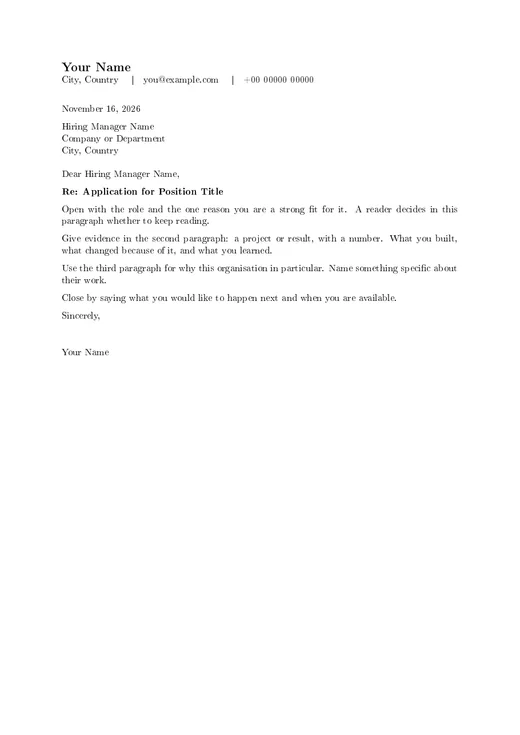 Your Name
City, Country | you@example.com | +00 00000 00000
November 16, 2026
Hiring Manager Name
Company or Department
City, Country
Dear Hiring Manager Name,
Re: Application for Position Title
Open with the role and the one reason you are a strong fit for it. A reader decides in this
paragraph whether to keep reading.
Give evidence in the second paragraph: a project or result, with a number. What you built,
what changed because of it, and what you learned.
Use the third paragraph for why this organisation in particular. Name something specific about
their work.
Close by saying what you would like to happen next and when you are available.
Sincerely,
Your Name